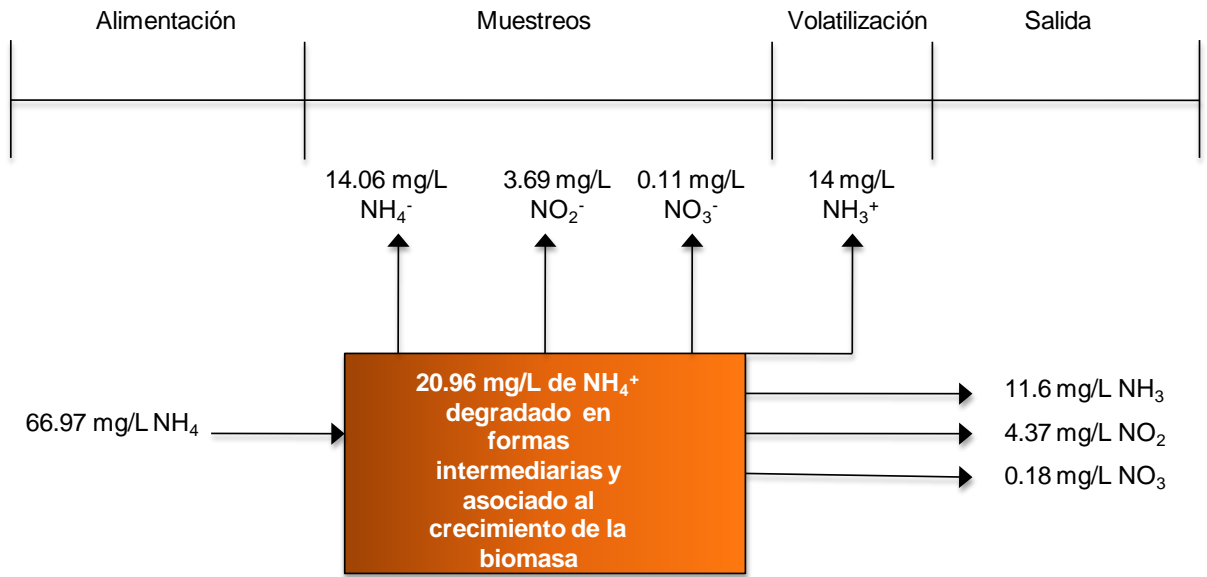 Alimentación Muestreos Volatilización Salida
14.06 mg/L 3.69 mg/L 0.11 mg/L 14 mg/L
NH₄⁻ NO₂⁻ NO₃⁻ NH₃⁺
66.97 mg/L NH₄
20.96 mg/L de NH₄⁺
degradado en
formas
intermediarias y
asociado al
crecimiento de la
biomasa
11.6 mg/L NH₃
4.37 mg/L NO₂
0.18 mg/L NO₃